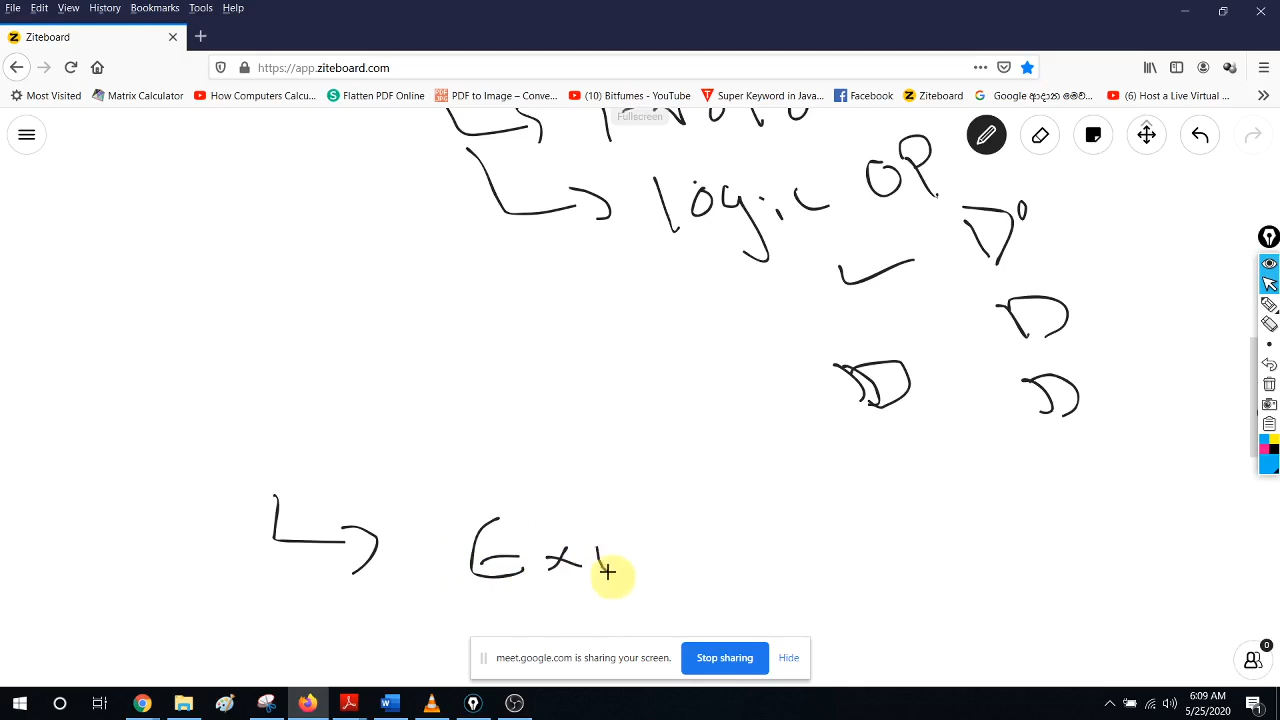 File Edit View History Bookmarks Tools Help
Ziteboard
https://app.ziteboard.com
Most Visited Matrix Calculator How Computers Calcu... Flatten PDF Online PDF to Image – Conve... (10) Bitfumes - YouTube Super Keyword in Java... Facebook Ziteboard (6) Host a Live Virtual ...
Fullscreen
logic OR
Ex
meet.google.com is sharing your screen. Stop sharing Hide
0
6:09 AM
5/25/2020
1